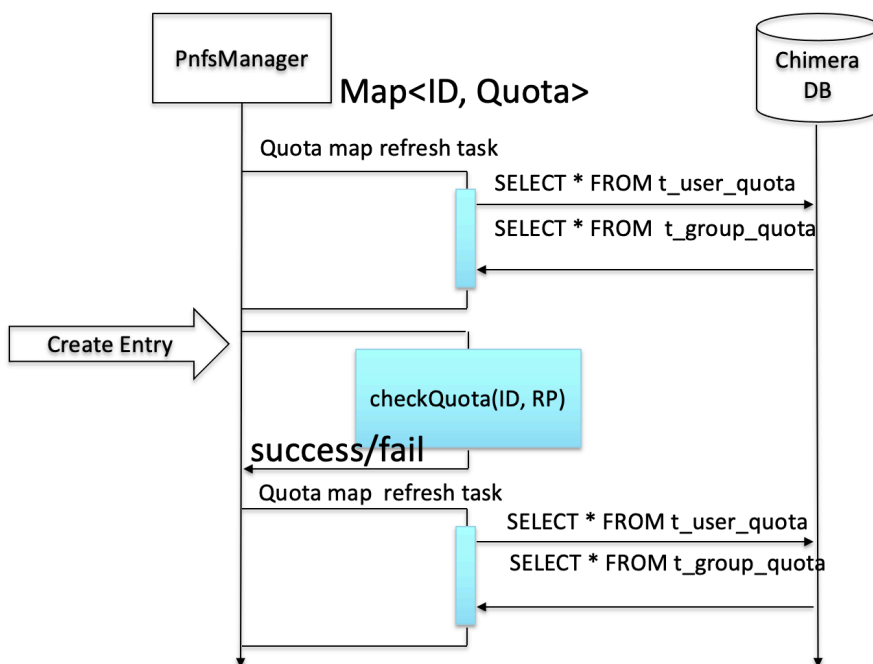 PnfsManager
Chimera
DB
Map<ID, Quota>
Quota map refresh task
SELECT * FROM t_user_quota
SELECT * FROM  t_group_quota
Create Entry
checkQuota(ID, RP)
success/fail
Quota map  refresh task
SELECT * FROM t_user_quota
SELECT * FROM t_group_quota